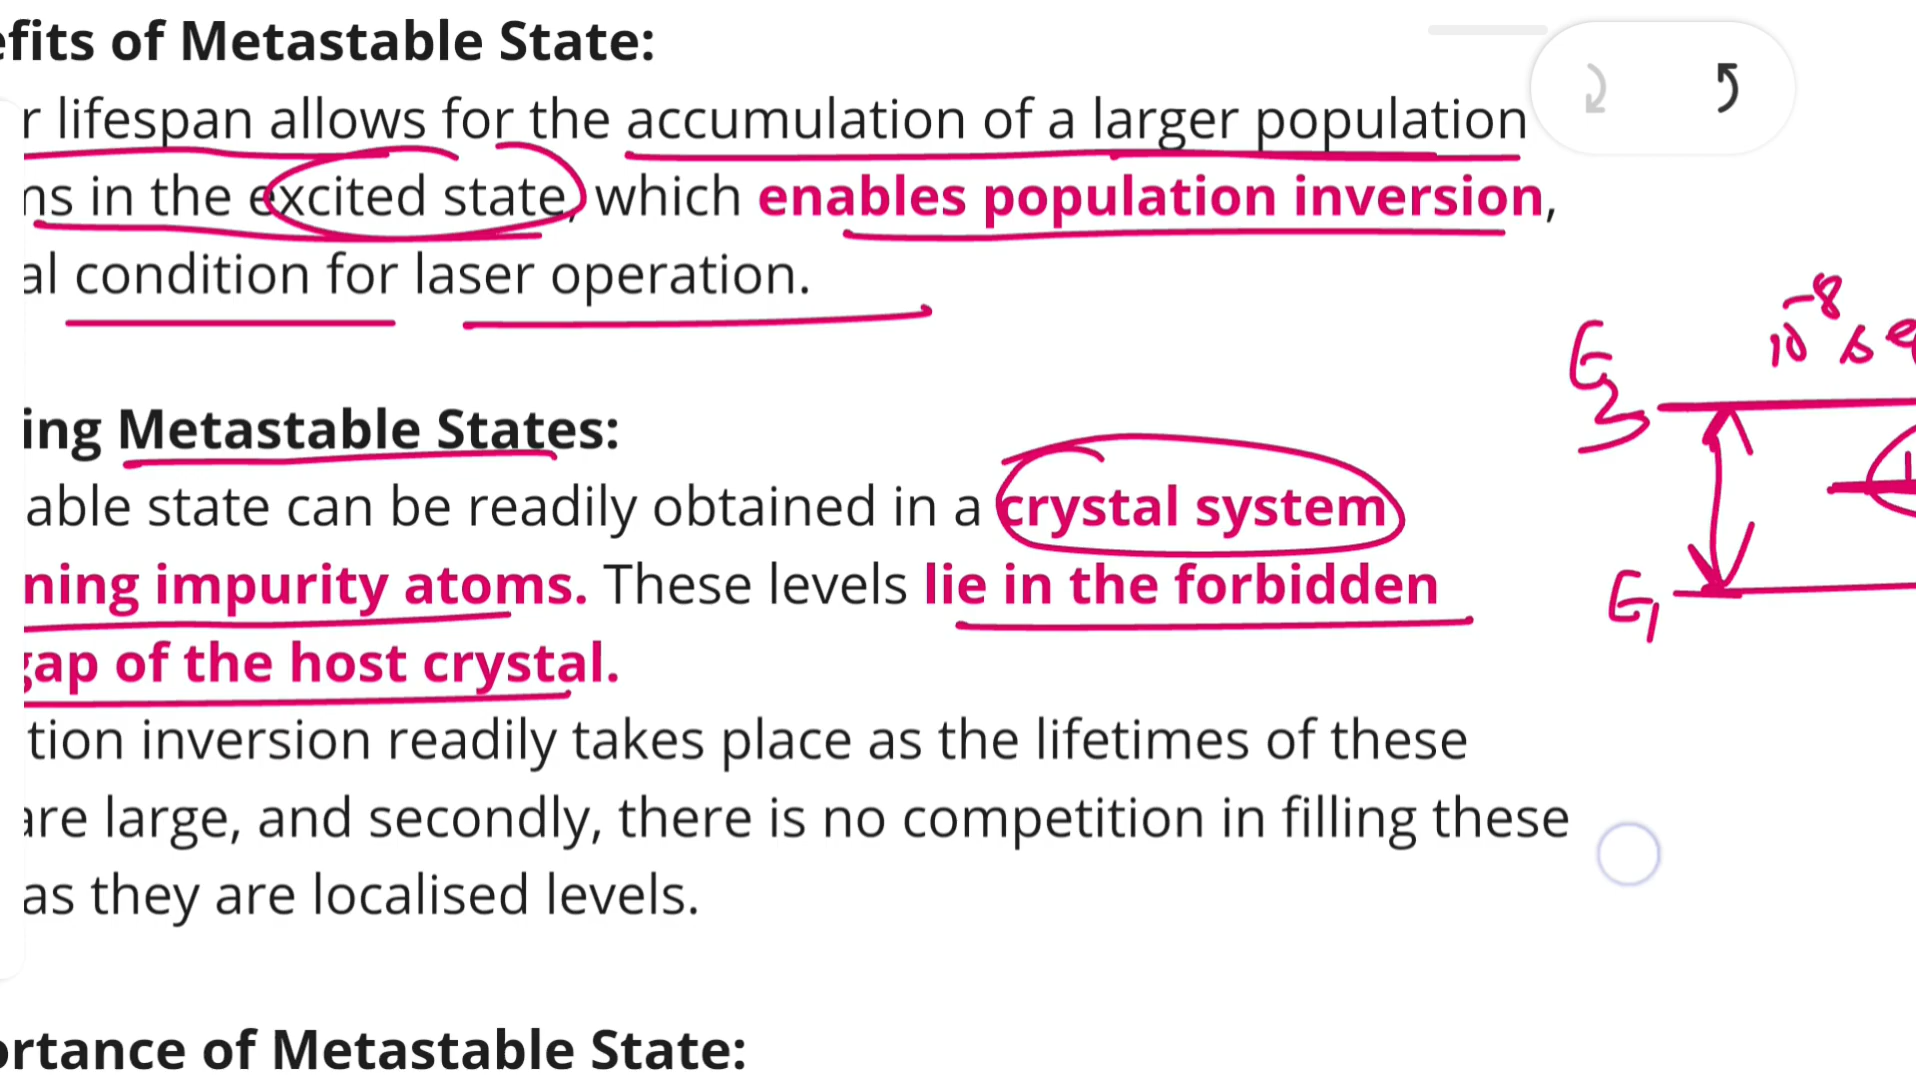 efits of Metastable State:
r lifespan allows for the accumulation of a larger population
ns in the excited state, which enables population inversion,
al condition for laser operation.
ing Metastable States:
able state can be readily obtained in a crystal system
ning impurity atoms. These levels lie in the forbidden
gap of the host crystal.
tion inversion readily takes place as the lifetimes of these
are large, and secondly, there is no competition in filling these
as they are localised levels.
ortance of Metastable State:
E3
10^-8 se
E1